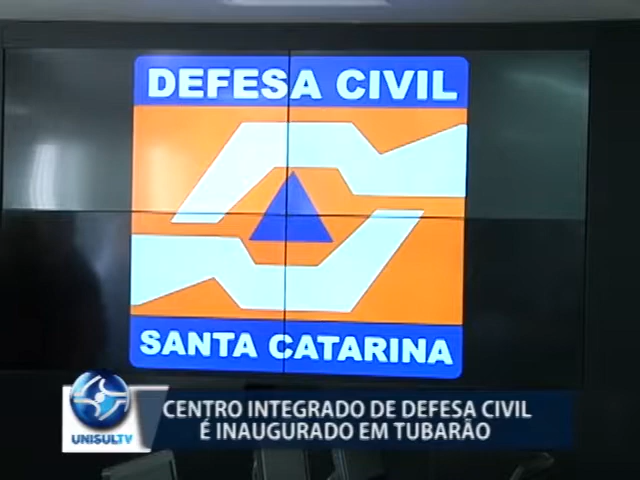 DEFESA CIVIL
SANTA CATARINA
CENTRO INTEGRADO DE DEFESA CIVIL
É INAUGURADO EM TUBARÃO
UNISULTV